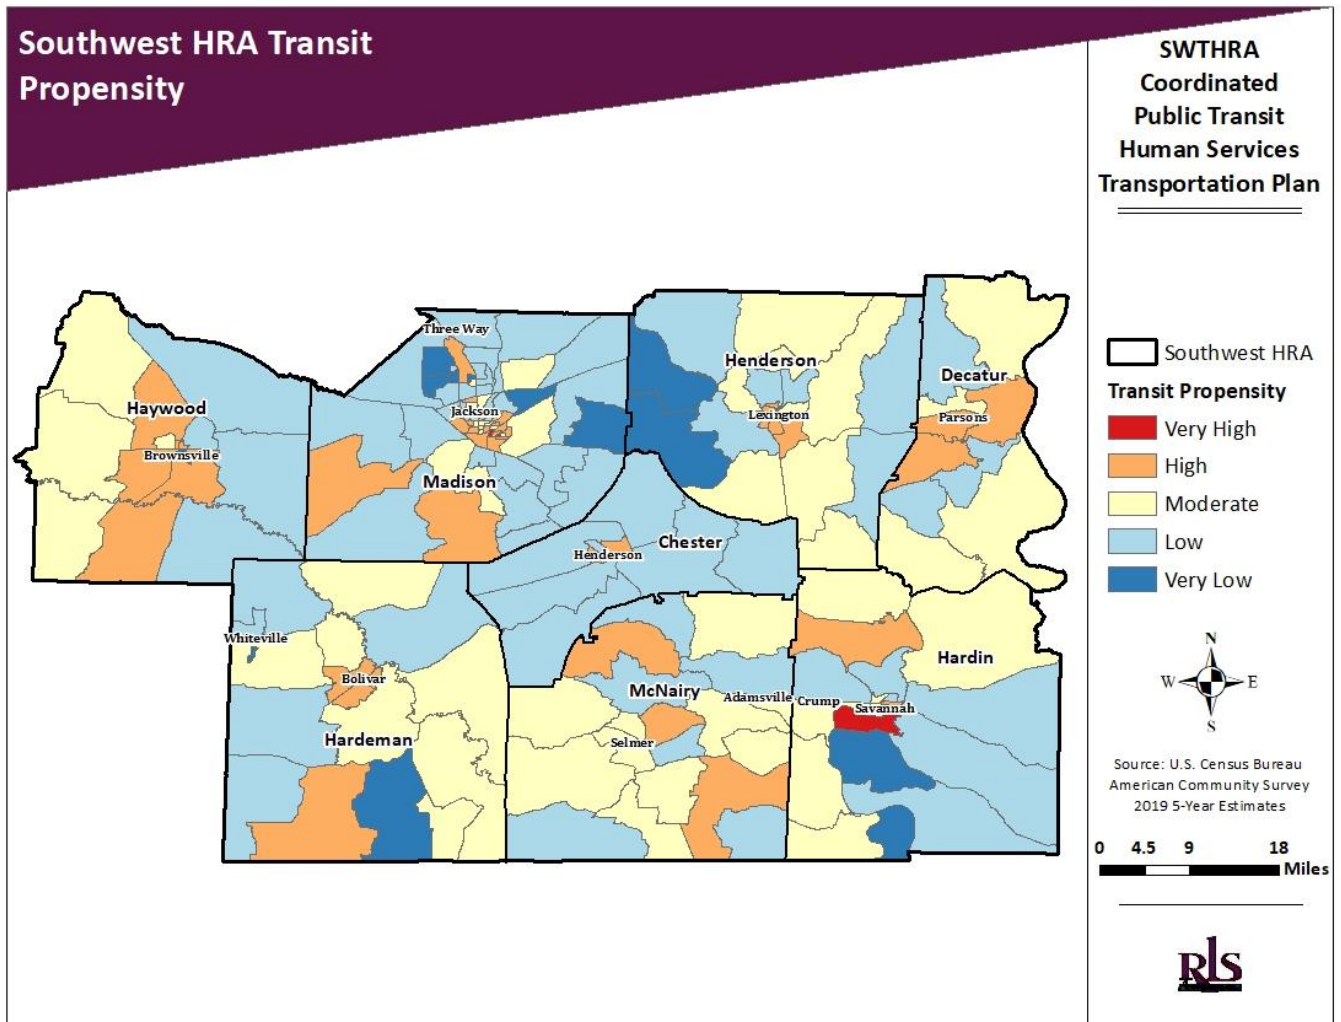 Southwest HRA Transit
Propensity
SWTHRA
Coordinated
Public Transit
Human Services
Transportation Plan
Southwest HRA
Transit Propensity
Very High
High
Moderate
Low
Very Low
N
W E
S
Source: U.S. Census Bureau
American Community Survey
2019 5-Year Estimates
0 4.5 9 18
Miles
RLS
Three Way
Henderson
Decatur
Haywood
Jackson
Lexington
Parsons
Brownsville
Madison
Chester
Henderson
Whiteville
Hardin
Bolivar
McNairy
Adamsville
Crump
Savannah
Hardeman
Selmer